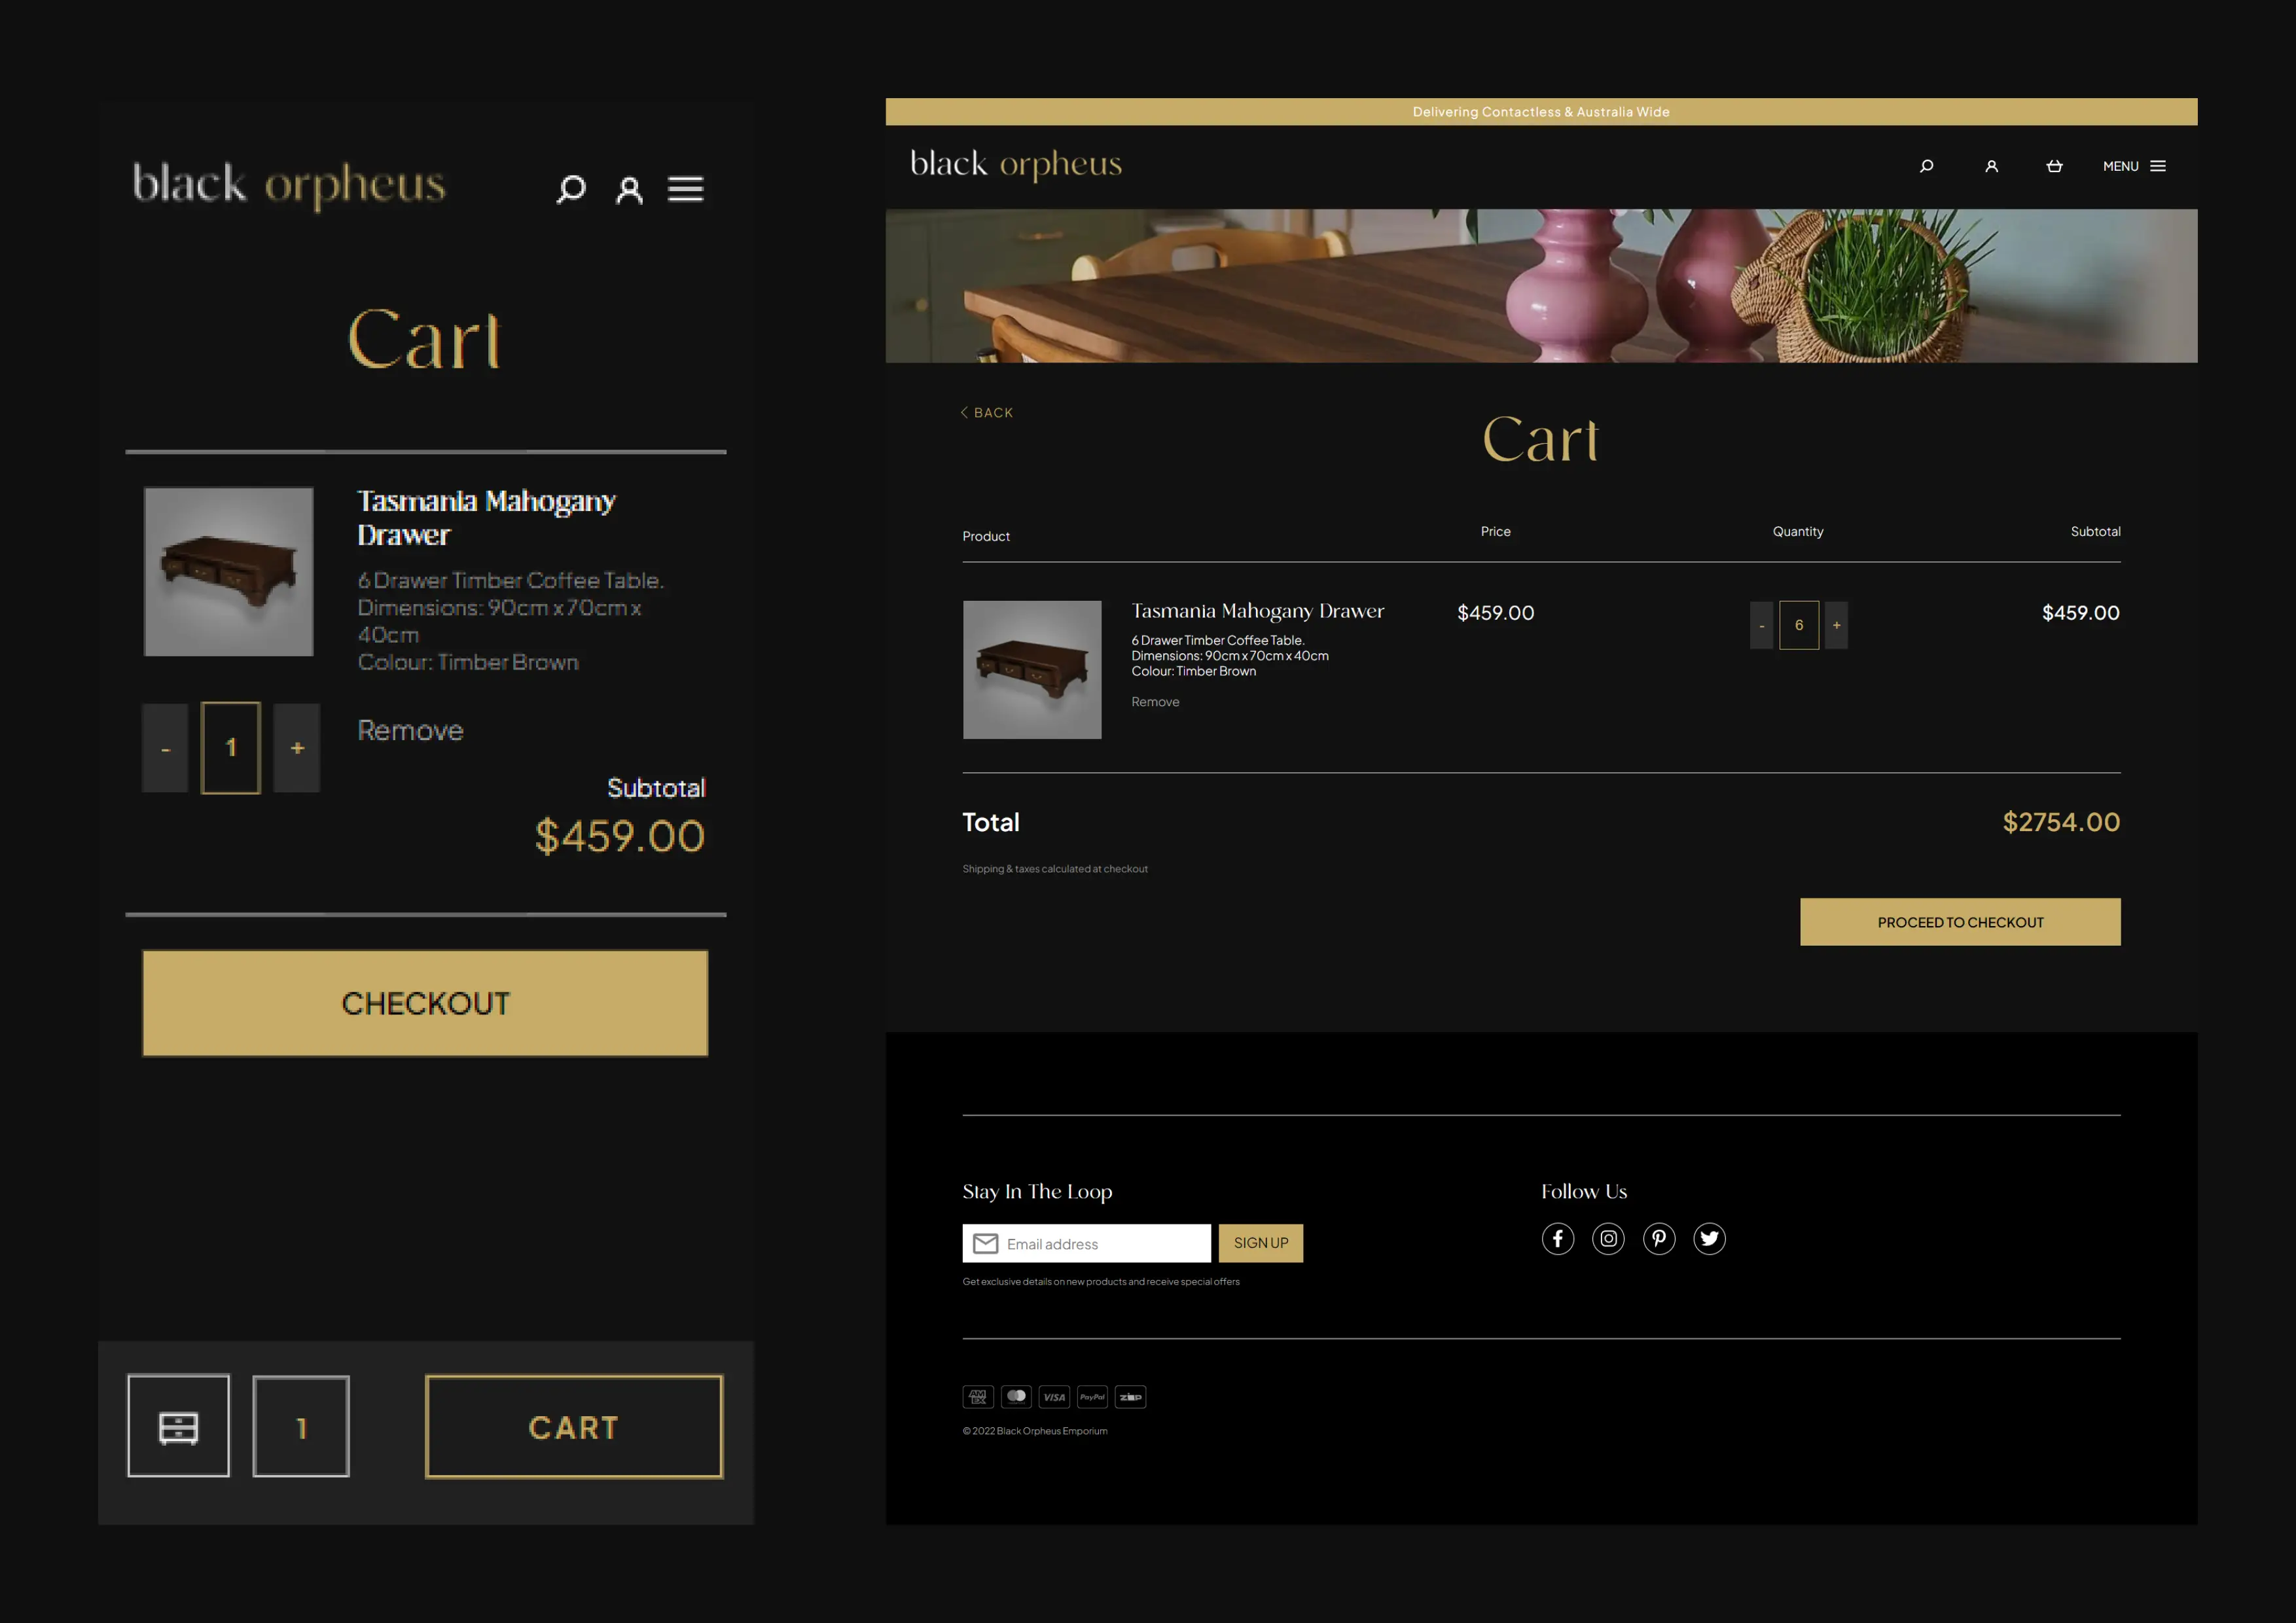 black orpheus
Cart
Tasmania Mahogany
Drawer
6 Drawer Timber Coffee Table.
Dimensions: 90cm x 70cm x
40cm
Colour: Timber Brown
- 1 +
Remove
Subtotal
$459.00
CHECKOUT
1
CART
Delivering Contactless & Australia Wide
black orpheus
MENU
BACK
Cart
Product Price Quantity Subtotal
Tasmania Mahogany Drawer $459.00 - 6 + $459.00
6 Drawer Timber Coffee Table.
Dimensions: 90cm x 70cm x 40cm
Colour: Timber Brown
Remove
Total $2754.00
Shipping & taxes calculated at checkout
PROCEED TO CHECKOUT
Stay In The Loop
Email address
SIGN UP
Get exclusive details on new products and receive special offers
Follow Us
AMEX VISA PayPal zip
© 2022 Black Orpheus Emporium